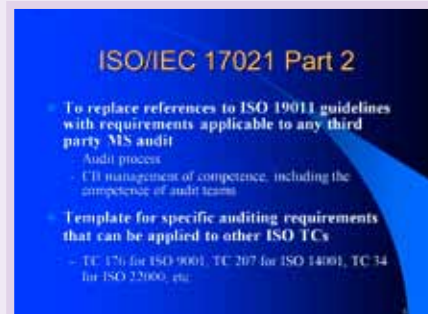 ISO/IEC 17021 Part 2
To replace references to ISO 19011 guidelines
with requirements applicable to any third
party MS audit
– Audit process
– CB management of competence, including the
competence of audit teams
Template for specific auditing requirements
that can be applied to other ISO TCs
– TC 176 for ISO 9001, TC 207 for ISO 14001, TC 34
for ISO 22000, etc